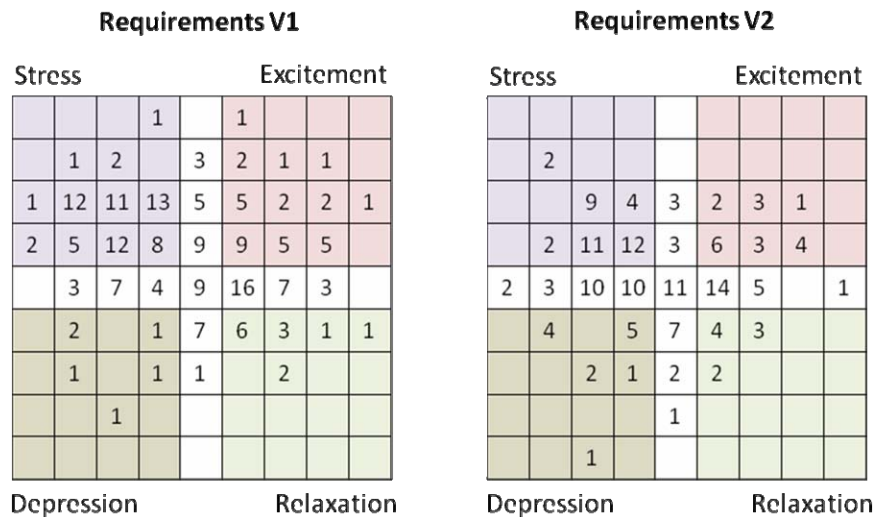 Requirements V1
Requirements V2
Stress
Excitement
Stress
Excitement
1 1
1 2 3 2 1 1
1 12 11 13 5 5 2 2 1
2 5 12 8 9 9 5 5
3 7 4 9 16 7 3
2 1 7 6 3 1 1
1 1 1 2
1
2
9 4 3 2 3 1
2 11 12 3 6 3 4
2 3 10 10 11 14 5 1
4 5 7 4 3
2 1 2 2
1
1
Depression
Relaxation
Depression
Relaxation